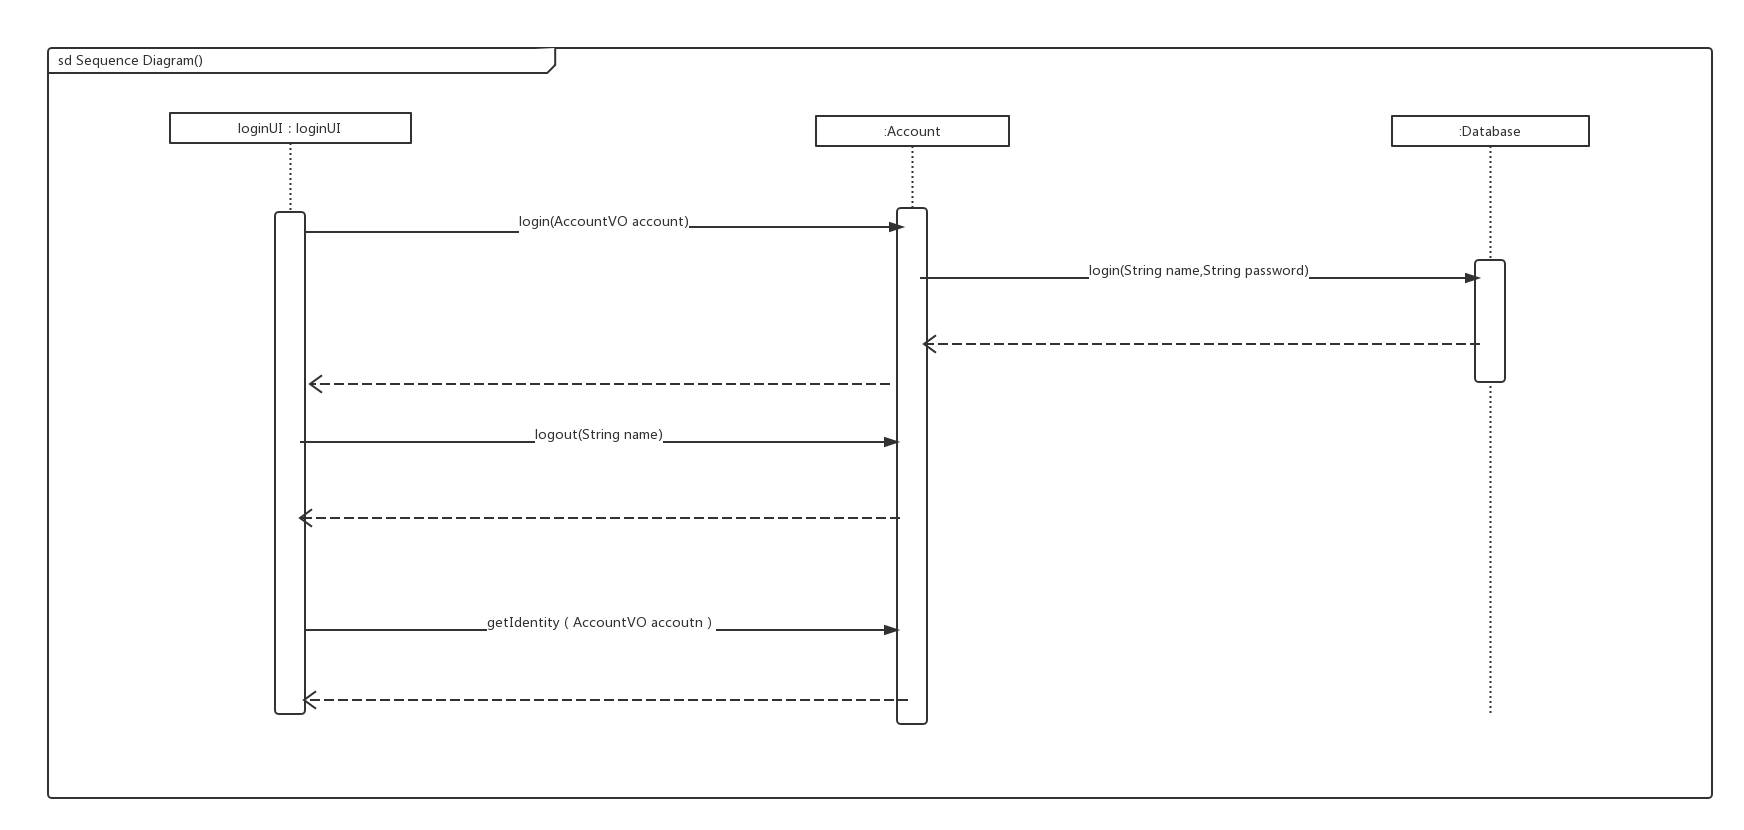 sd Sequence Diagram()
loginUI : loginUI
:Account
:Database
login(AccountVO account)
login(String name,String password)
logout(String name)
getIdentity ( AccountVO accoutn )